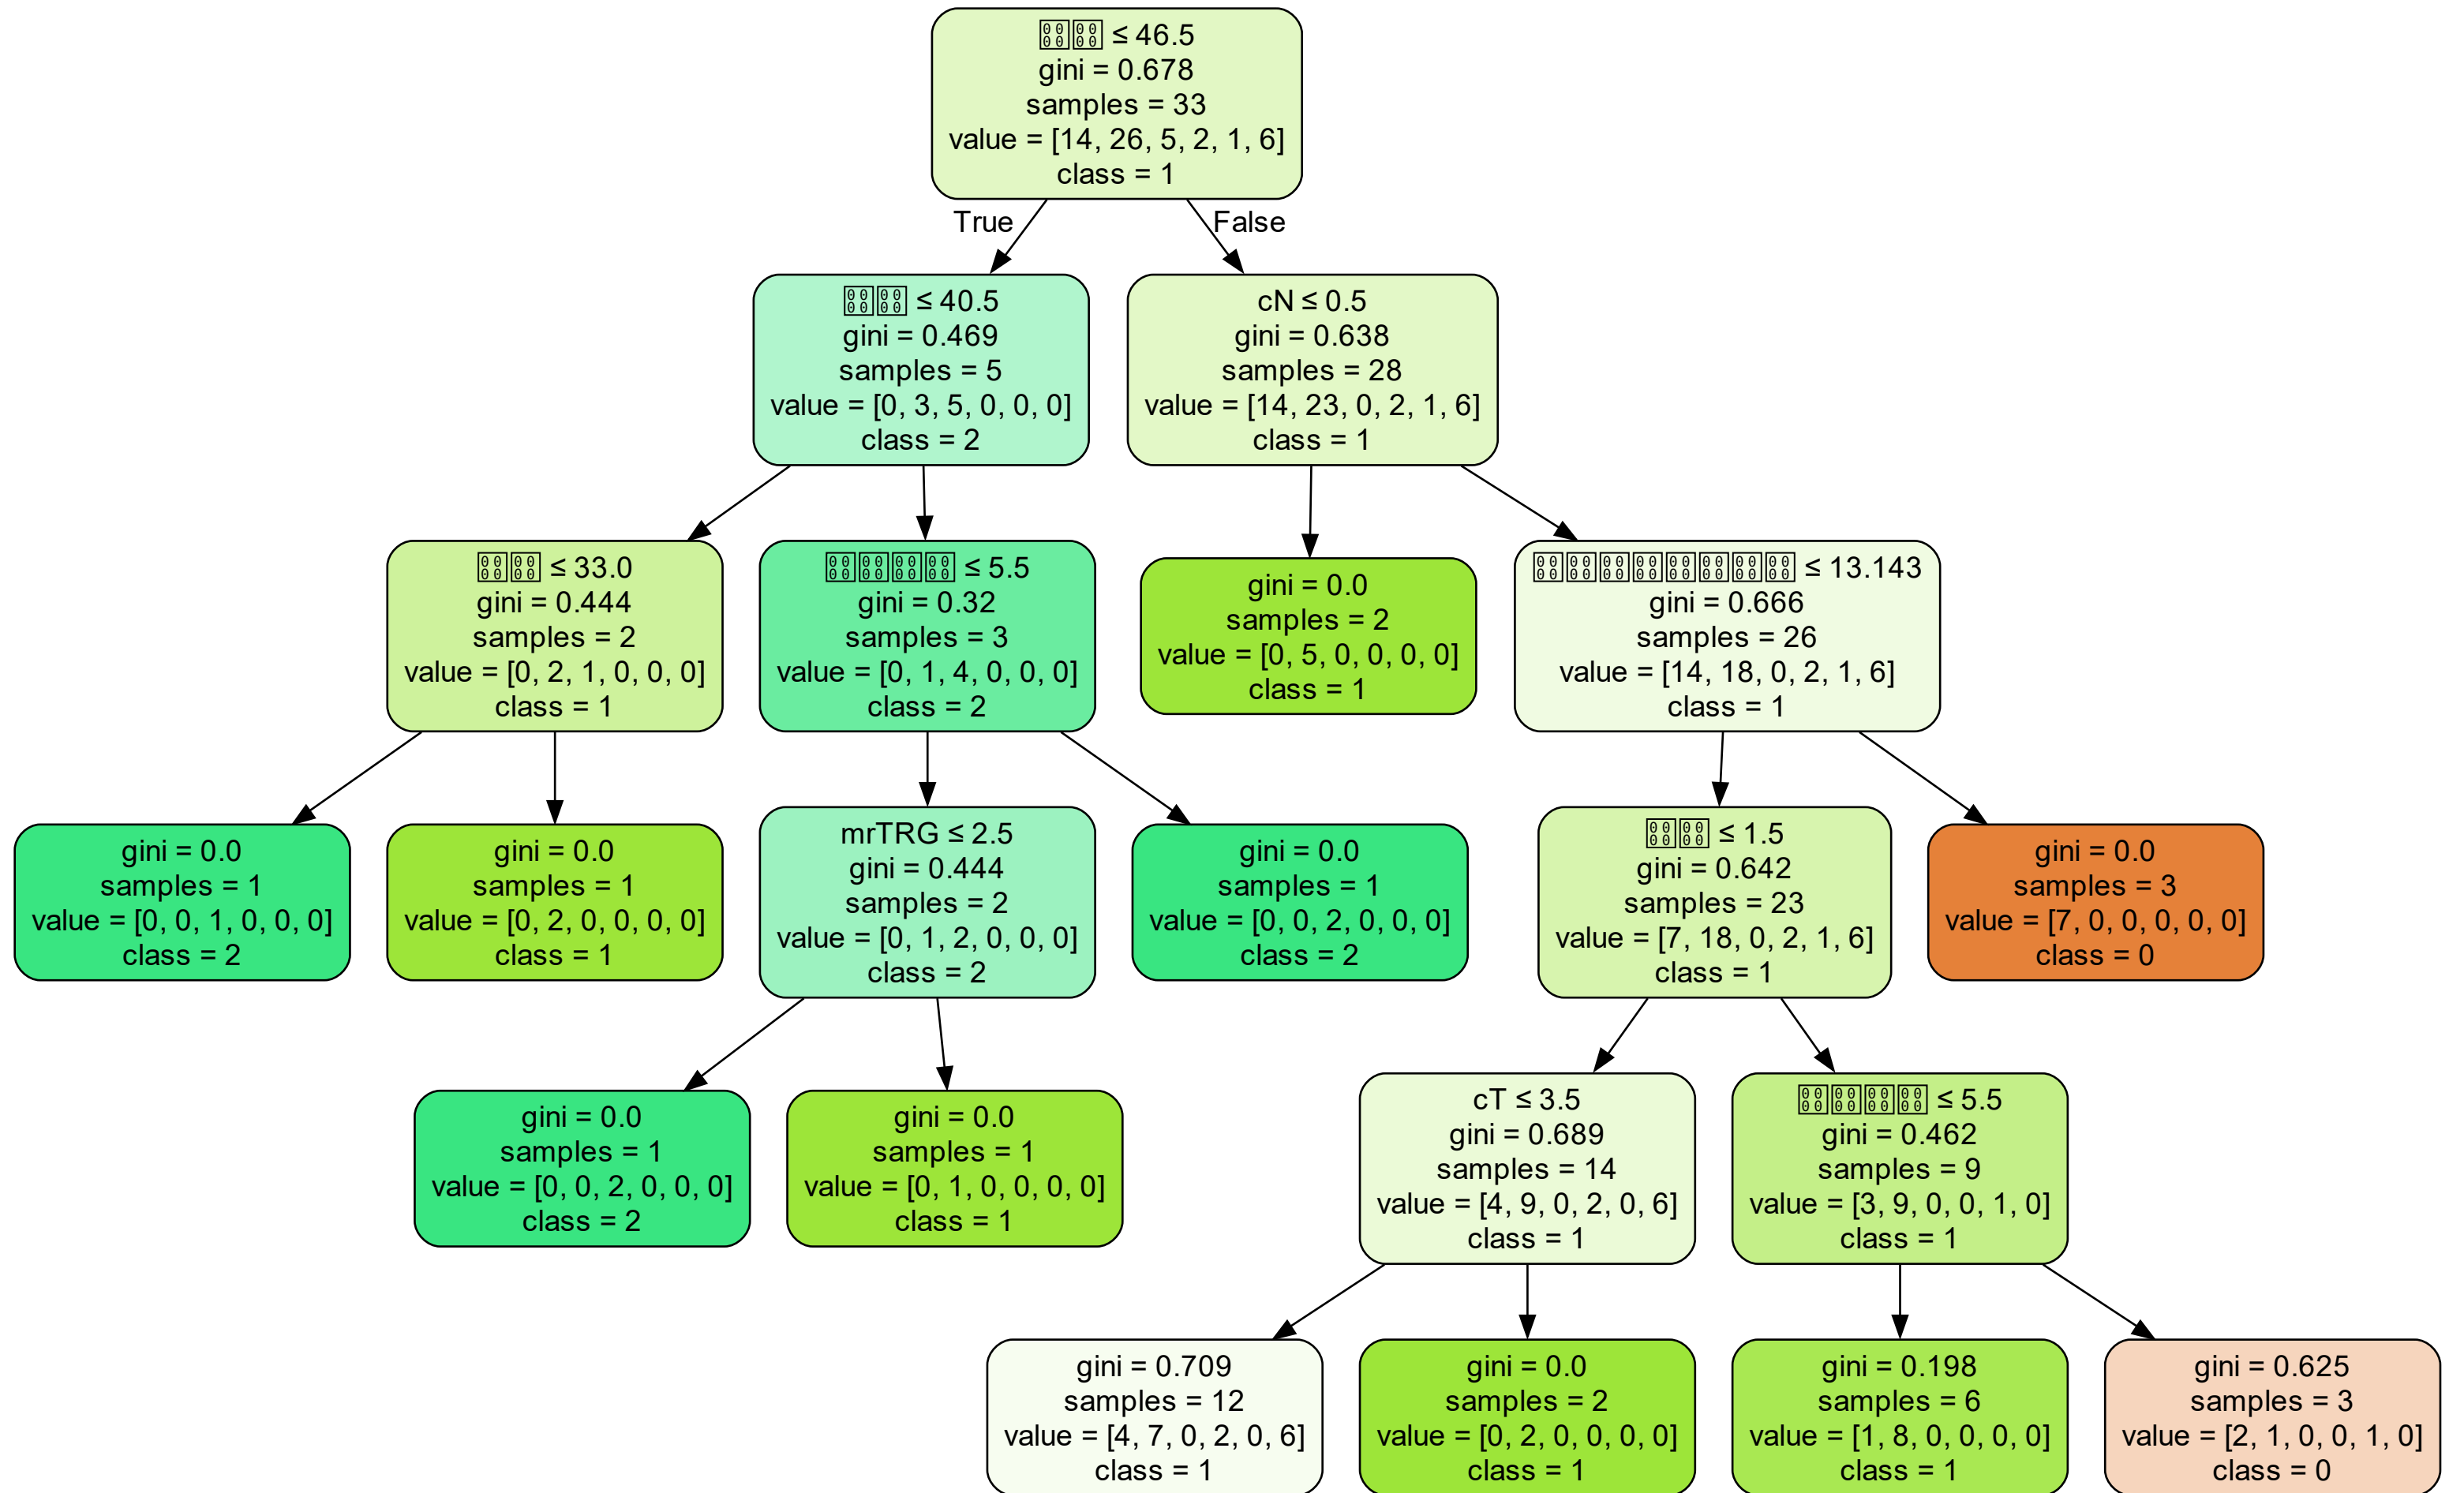 ≤ 46.5
gini = 0.678
samples = 33
value = [14, 26, 5, 2, 1, 6]
class = 1
True
False
≤ 40.5
gini = 0.469
samples = 5
value = [0, 3, 5, 0, 0, 0]
class = 2
cN ≤ 0.5
gini = 0.638
samples = 28
value = [14, 23, 0, 2, 1, 6]
class = 1
≤ 33.0
gini = 0.444
samples = 2
value = [0, 2, 1, 0, 0, 0]
class = 1
≤ 5.5
gini = 0.32
samples = 3
value = [0, 1, 4, 0, 0, 0]
class = 2
gini = 0.0
samples = 2
value = [0, 5, 0, 0, 0, 0]
class = 1
≤ 13.143
gini = 0.666
samples = 26
value = [14, 18, 0, 2, 1, 6]
class = 1
gini = 0.0
samples = 1
value = [0, 0, 1, 0, 0, 0]
class = 2
gini = 0.0
samples = 1
value = [0, 2, 0, 0, 0, 0]
class = 1
mrTRG ≤ 2.5
gini = 0.444
samples = 2
value = [0, 1, 2, 0, 0, 0]
class = 2
gini = 0.0
samples = 1
value = [0, 0, 2, 0, 0, 0]
class = 2
≤ 1.5
gini = 0.642
samples = 23
value = [7, 18, 0, 2, 1, 6]
class = 1
gini = 0.0
samples = 3
value = [7, 0, 0, 0, 0, 0]
class = 0
gini = 0.0
samples = 1
value = [0, 0, 2, 0, 0, 0]
class = 2
gini = 0.0
samples = 1
value = [0, 1, 0, 0, 0, 0]
class = 1
cT ≤ 3.5
gini = 0.689
samples = 14
value = [4, 9, 0, 2, 0, 6]
class = 1
≤ 5.5
gini = 0.462
samples = 9
value = [3, 9, 0, 0, 1, 0]
class = 1
gini = 0.709
samples = 12
value = [4, 7, 0, 2, 0, 6]
class = 1
gini = 0.0
samples = 2
value = [0, 2, 0, 0, 0, 0]
class = 1
gini = 0.198
samples = 6
value = [1, 8, 0, 0, 0, 0]
class = 1
gini = 0.625
samples = 3
value = [2, 1, 0, 0, 1, 0]
class = 0